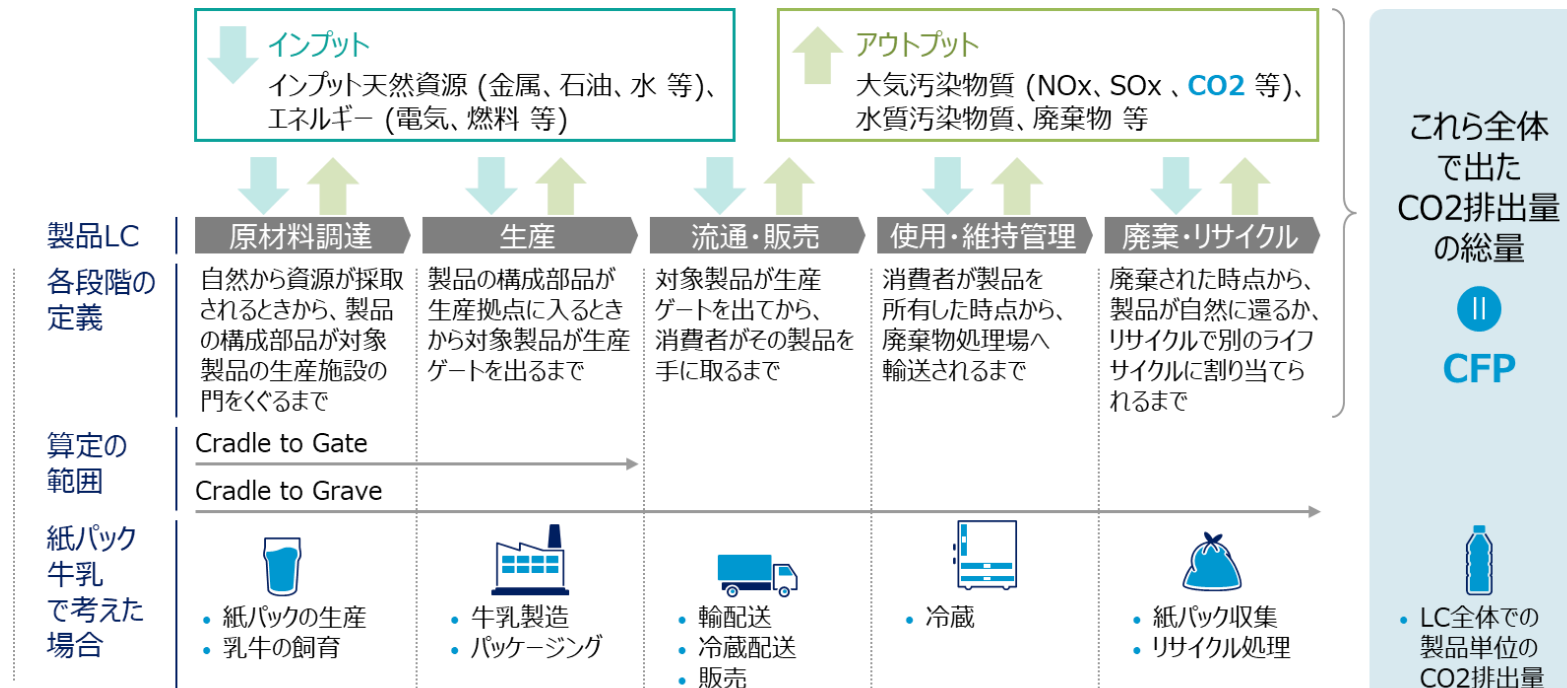 インプット
インプット天然資源 (金属、石油、水 等)、
エネルギー (電気、燃料 等)
アウトプット
大気汚染物質 (NOx、SOx 、CO2 等)、
水質汚染物質、廃棄物 等
製品LC
原材料調達
生産
流通・販売
使用・維持管理
廃棄・リサイクル
各段階の
定義
自然から資源が採取
されるときから、製品
の構成部品が対象
製品の生産施設の
門をくぐるまで
製品の構成部品が
生産拠点に入るとき
から対象製品が生産
ゲートを出るまで
対象製品が生産
ゲートを出てから、
消費者がその製品を
手に取るまで
消費者が製品を
所有した時点から、
廃棄物処理場へ
輸送されるまで
廃棄された時点から、
製品が自然に還るか、
リサイクルで別のライフ
サイクルに割り当てら
れるまで
算定の
範囲
Cradle to Gate
Cradle to Grave
紙パック
牛乳
で考えた
場合
• 紙パックの生産
• 乳牛の飼育
• 牛乳製造
• パッケージング
• 輸配送
• 冷蔵配送
• 販売
• 冷蔵
• 紙パック収集
• リサイクル処理
これら全体
で出た
CO2排出量
の総量
=
CFP
• LC全体での
製品単位の
CO2排出量